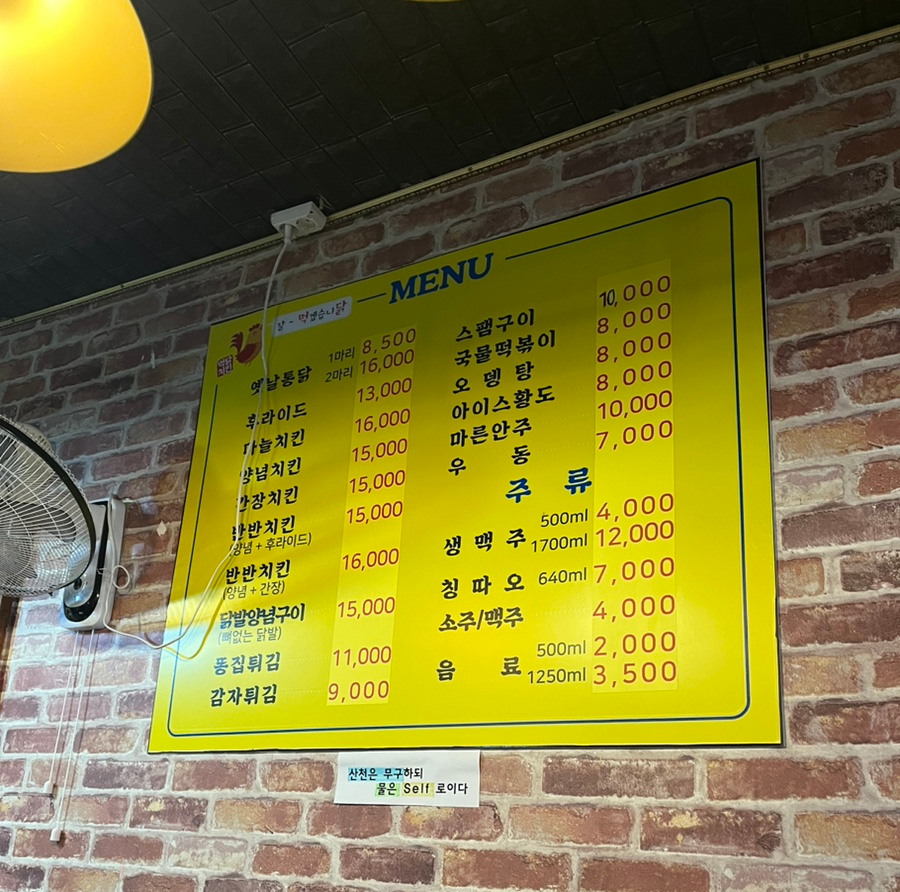 MENU
잘 ~ 먹겠습니닭
옛날통닭 1마리 8,500
2마리 16,000
후라이드 13,000
마늘치킨 16,000
양념치킨 15,000
간장치킨 15,000
반반치킨 15,000
(양념 + 후라이드)
반반치킨 16,000
(양념 + 간장)
닭발양념구이 15,000
(뼈없는 닭발)
똥집튀김 11,000
감자튀김 9,000
스팸구이 10,000
국물떡볶이 8,000
오뎅탕 8,000
아이스황도 8,000
마른안주 10,000
우동 7,000
주류
생맥주 500ml 4,000
1700ml 12,000
칭따오 640ml 7,000
소주/맥주 4,000
음료 500ml 2,000
1250ml 3,500
산천은 무구하되
물은 Self 로이다